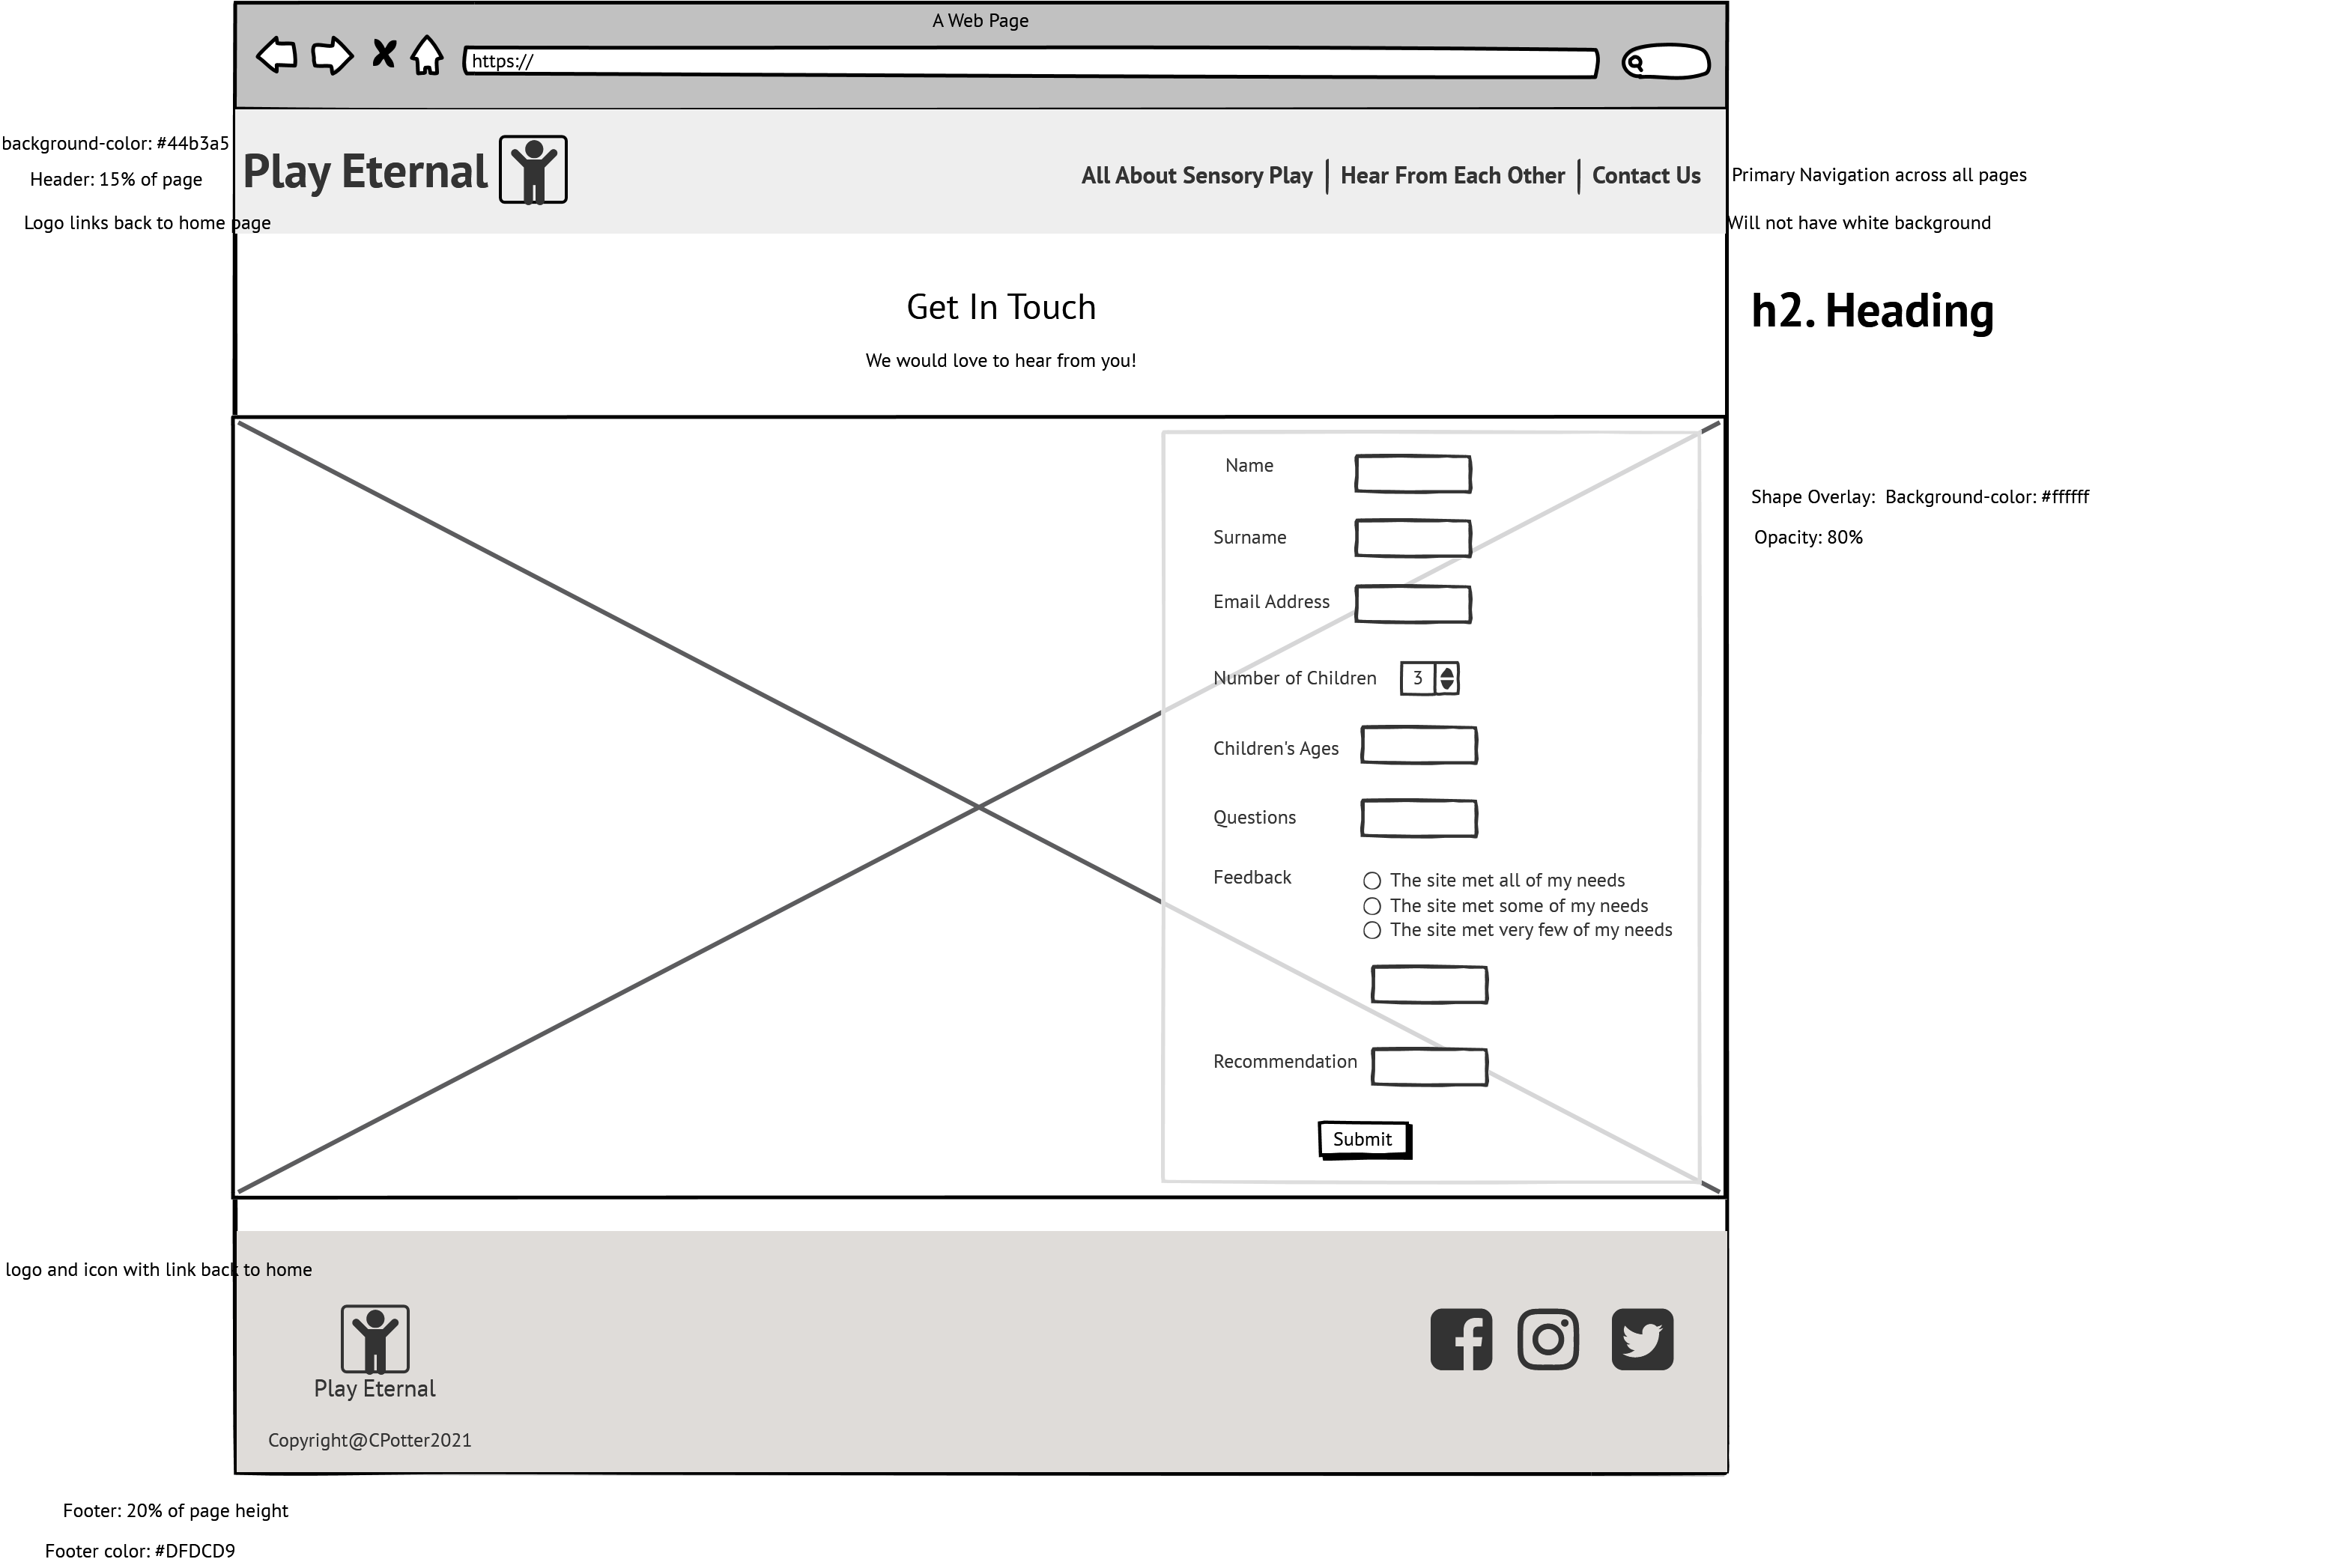 A Web Page
https://
background-color: #44b3a5
Header: 15% of page
Logo links back to home page
Play Eternal
All About Sensory Play | Hear From Each Other | Contact Us
Primary Navigation across all pages
Will not have white background
Get In Touch
We would love to hear from you!
h2. Heading
Shape Overlay: Background-color: #ffffff
Opacity: 80%
Name
Surname
Email Address
Number of Children 3
Children's Ages
Questions
Feedback
The site met all of my needs
The site met some of my needs
The site met very few of my needs
Recommendation
Submit
logo and icon with link back to home
Play Eternal
Copyright@CPotter2021
Footer: 20% of page height
Footer color: #DFDCD9